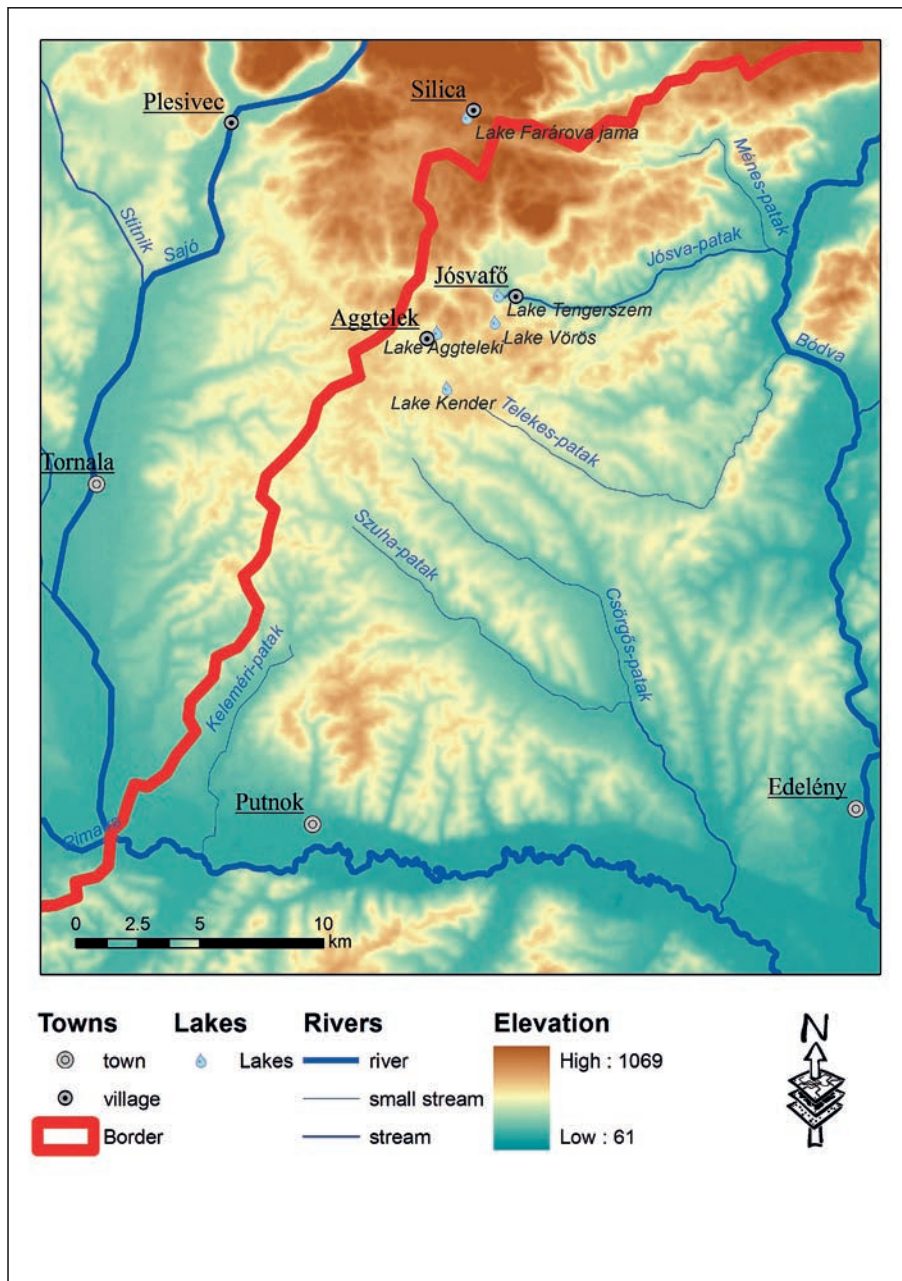 Silica
Plesivec
Lake Farárova jama
Ménes-patak
Stitnik
Sajó
Jósva-patak
Jósvafő
Lake Tengerszem
Aggtelek
Lake Vörös
Lake Aggteleki
Bódva
Lake Kender
Telekes-patak
Tornala
Szuha-patak
Csörgős-patak
Keleméri-patak
Putnok
Edelény
0 2.5 5 10
km
Towns Lakes Rivers Elevation
town Lakes river High : 1069
village small stream
Border stream Low : 61
N